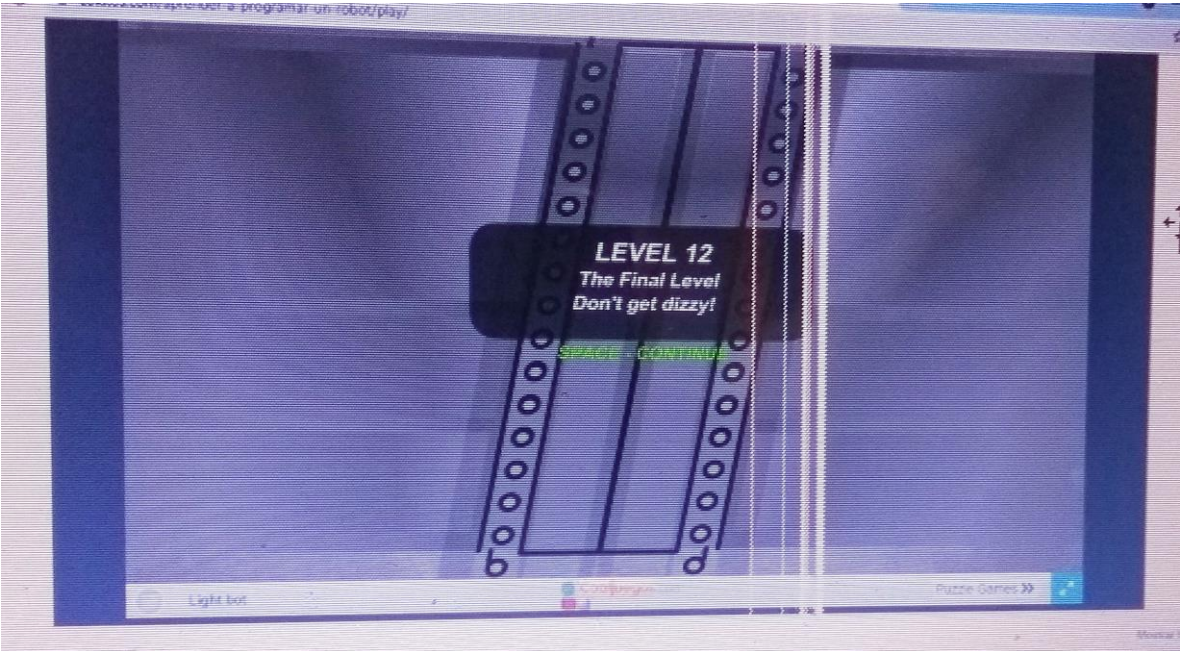 aprender-a-programar-un-robot/play/
LEVEL 12
The Final Level
Don't get dizzy!
SPACE - CONTINUE
Light bot
Puzzle Games »